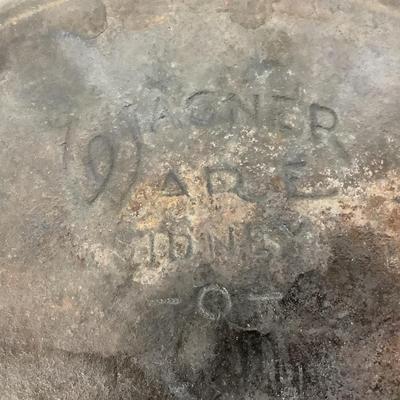 WAGNER
WARE
SIDNEY
-O-